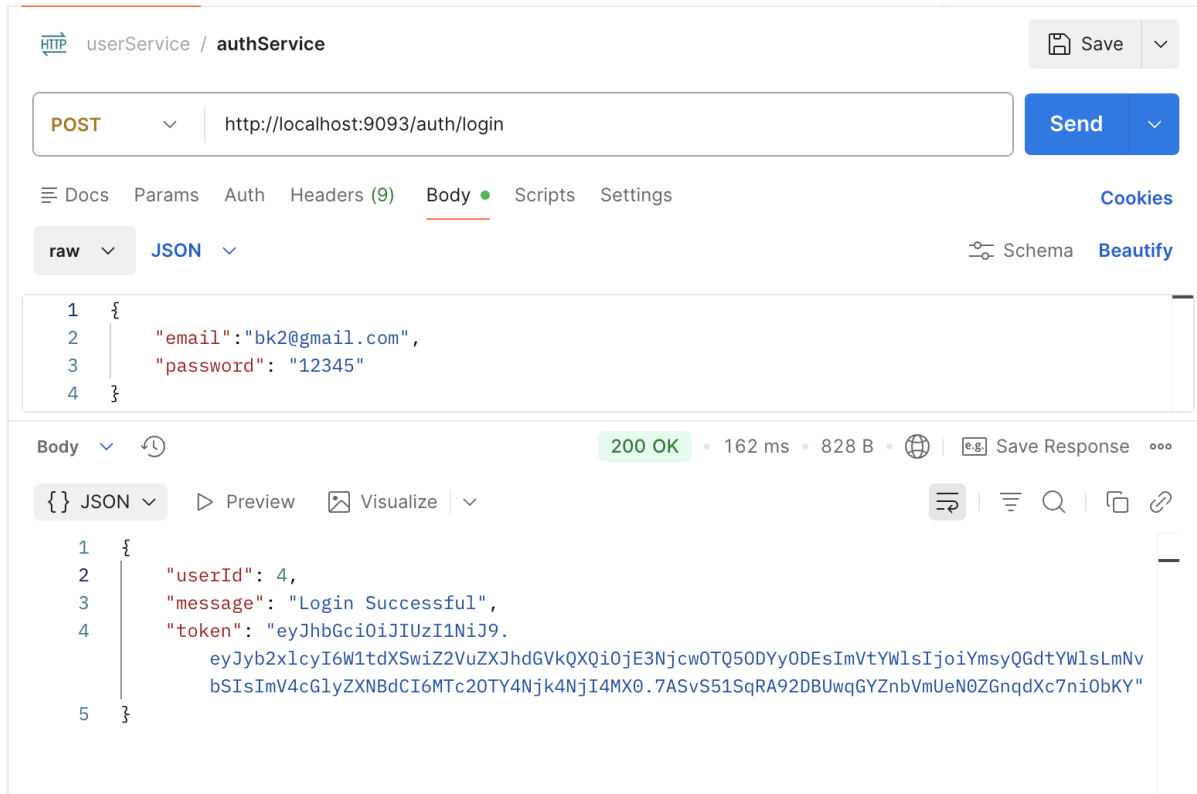 HTTP userService / authService
Save
POST http://localhost:9093/auth/login
Send
Docs Params Auth Headers (9) Body Scripts Settings Cookies
raw JSON Schema Beautify
1 {
2 "email":"bk2@gmail.com",
3 "password": "12345"
4 }
Body 200 OK • 162 ms • 828 B • e.g. Save Response
{} JSON Preview Visualize
1 {
2 "userId": 4,
3 "message": "Login Successful",
4 "token": "eyJhbGciOiJIUzI1NiJ9.
eyJyb2xlcyI6W1tdXSwiZ2VuZXJhdGVkQXQiOjE3NjcwOTQ5ODYyODEsImVtYWlsIjoiYmsyQGdtYWlsLmNv
bSIsImV4cGlyZXNBdCI6MTc2OTY4Njk4NjI4MX0.7ASvS51SqRA92DBUwqGYZnbVmUeN0ZGnqdXc7niObKY"
5 }